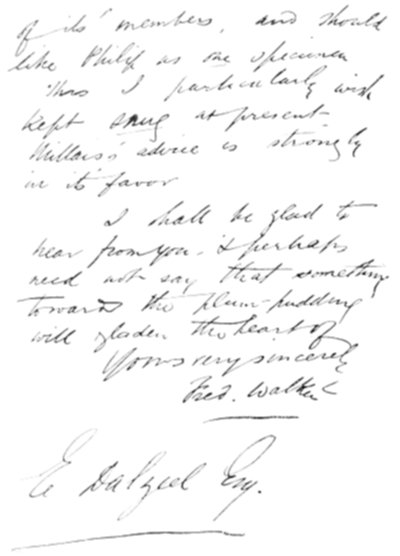 of its' members, and should
like Philip as one specimen
This I particularly wish
kept snug at present –
Millais's advice is strongly
in its favor
I shall be glad to
hear from you. & perhaps
need not say that something
towards the plum-pudding
will gladen the heart of
Yours very sincerely
Fred. Walker
E Dalziel Esq.